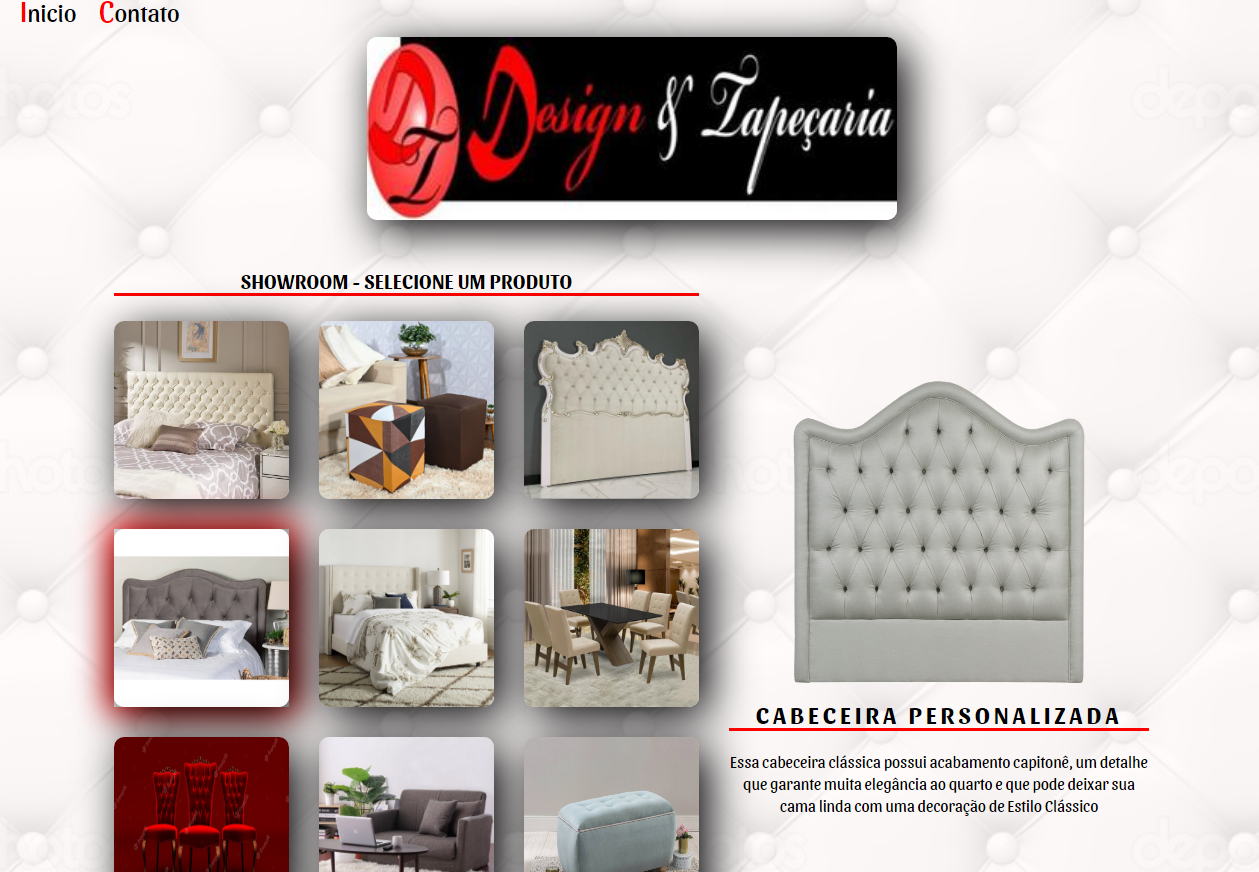 Inicio Contato
DT Design & Tapeçaria
SHOWROOM - SELECIONE UM PRODUTO
CABECEIRA PERSONALIZADA
Essa cabeceira clássica possui acabamento capitonê, um detalhe
que garante muita elegância ao quarto e que pode deixar sua
cama linda com uma decoração de Estilo Clássico